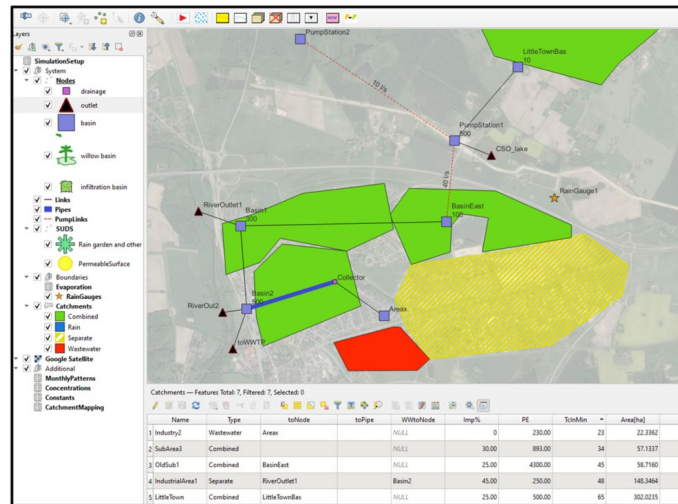 Layers
SimulationSetup
System
Nodes
drainage
outlet
basin
willow basin
infiltration basin
Links
Pipes
PumpLinks
SUDS
Rain garden and other
PermeableSurface
Boundaries
Evaporation
RainGauges
Catchments
Combined
Rain
Separate
Wastewater
Google Satellite
Additional
MonthlyPatterns
Concentrations
Constants
CatchmentMapping
PumpStation2
LittleTownBas
10
10 l/s
PumpStation1
500
CSO_lake
40 l/s
RainGauge1
RiverOutlet1
Basin1
300
BasinEast
100
Collector
Basin2
500
RiverOut2
Areax
toWWTP
Catchments — Features Total: 7, Filtered: 7, Selected: 0
Name Type toNode toPipe WWtoNode Imp% PE TcInMin Area[ha]
1 Industry2 Wastewater Areax NULL 0 230.00 23 22.3362
2 SubArea3 Combined NULL 30.00 893.00 34 57.1337
3 OldSub1 Combined BasinEast NULL 25.00 4300.00 45 58.7160
4 IndustrialArea1 Separate RiverOutlet1 Basin2 45.00 250.00 48 148.3464
5 LittleTown Combined LittleTownBas NULL 25.00 500.00 65 302.0235